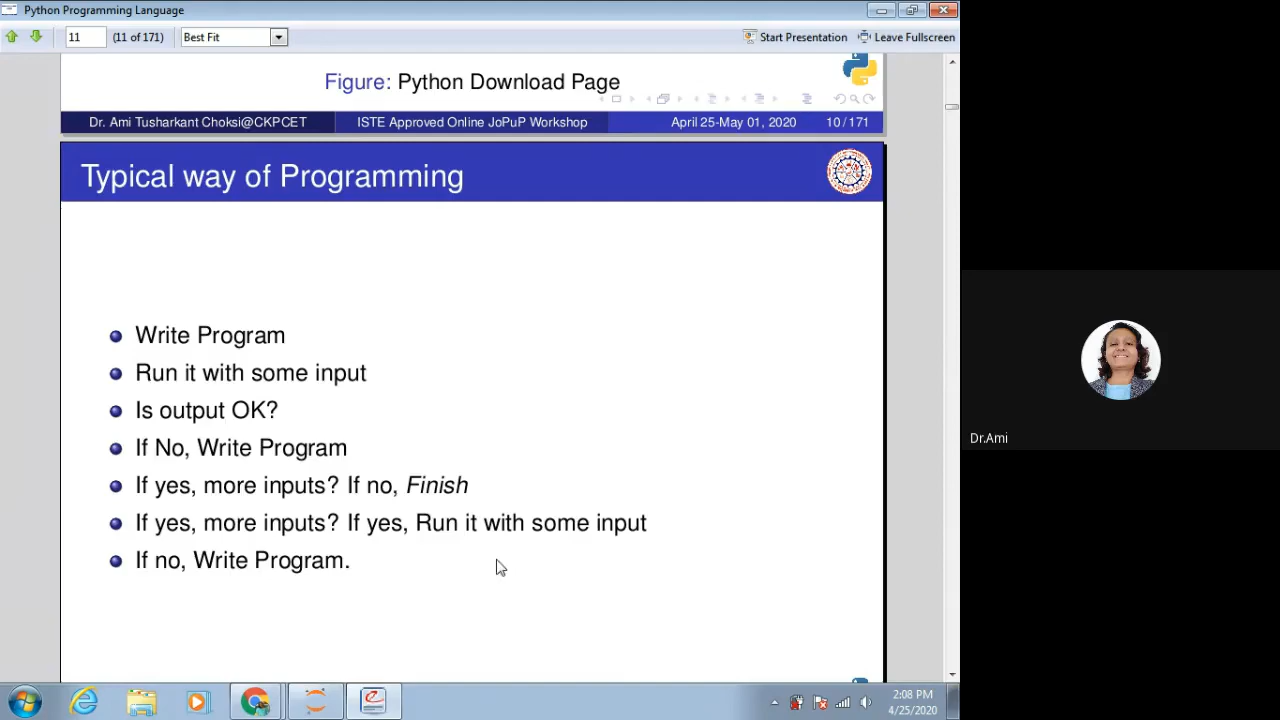 Python Programming Language
11 (11 of 171) Best Fit Start Presentation Leave Fullscreen
Figure: Python Download Page
Dr. Ami Tusharkant Choksi@CKPCET ISTE Approved Online JoPuP Workshop April 25-May 01, 2020 10/171
Typical way of Programming
Write Program
Run it with some input
Is output OK?
If No, Write Program
If yes, more inputs? If no, Finish
If yes, more inputs? If yes, Run it with some input
If no, Write Program.
Dr.Ami
2:08 PM
4/25/2020